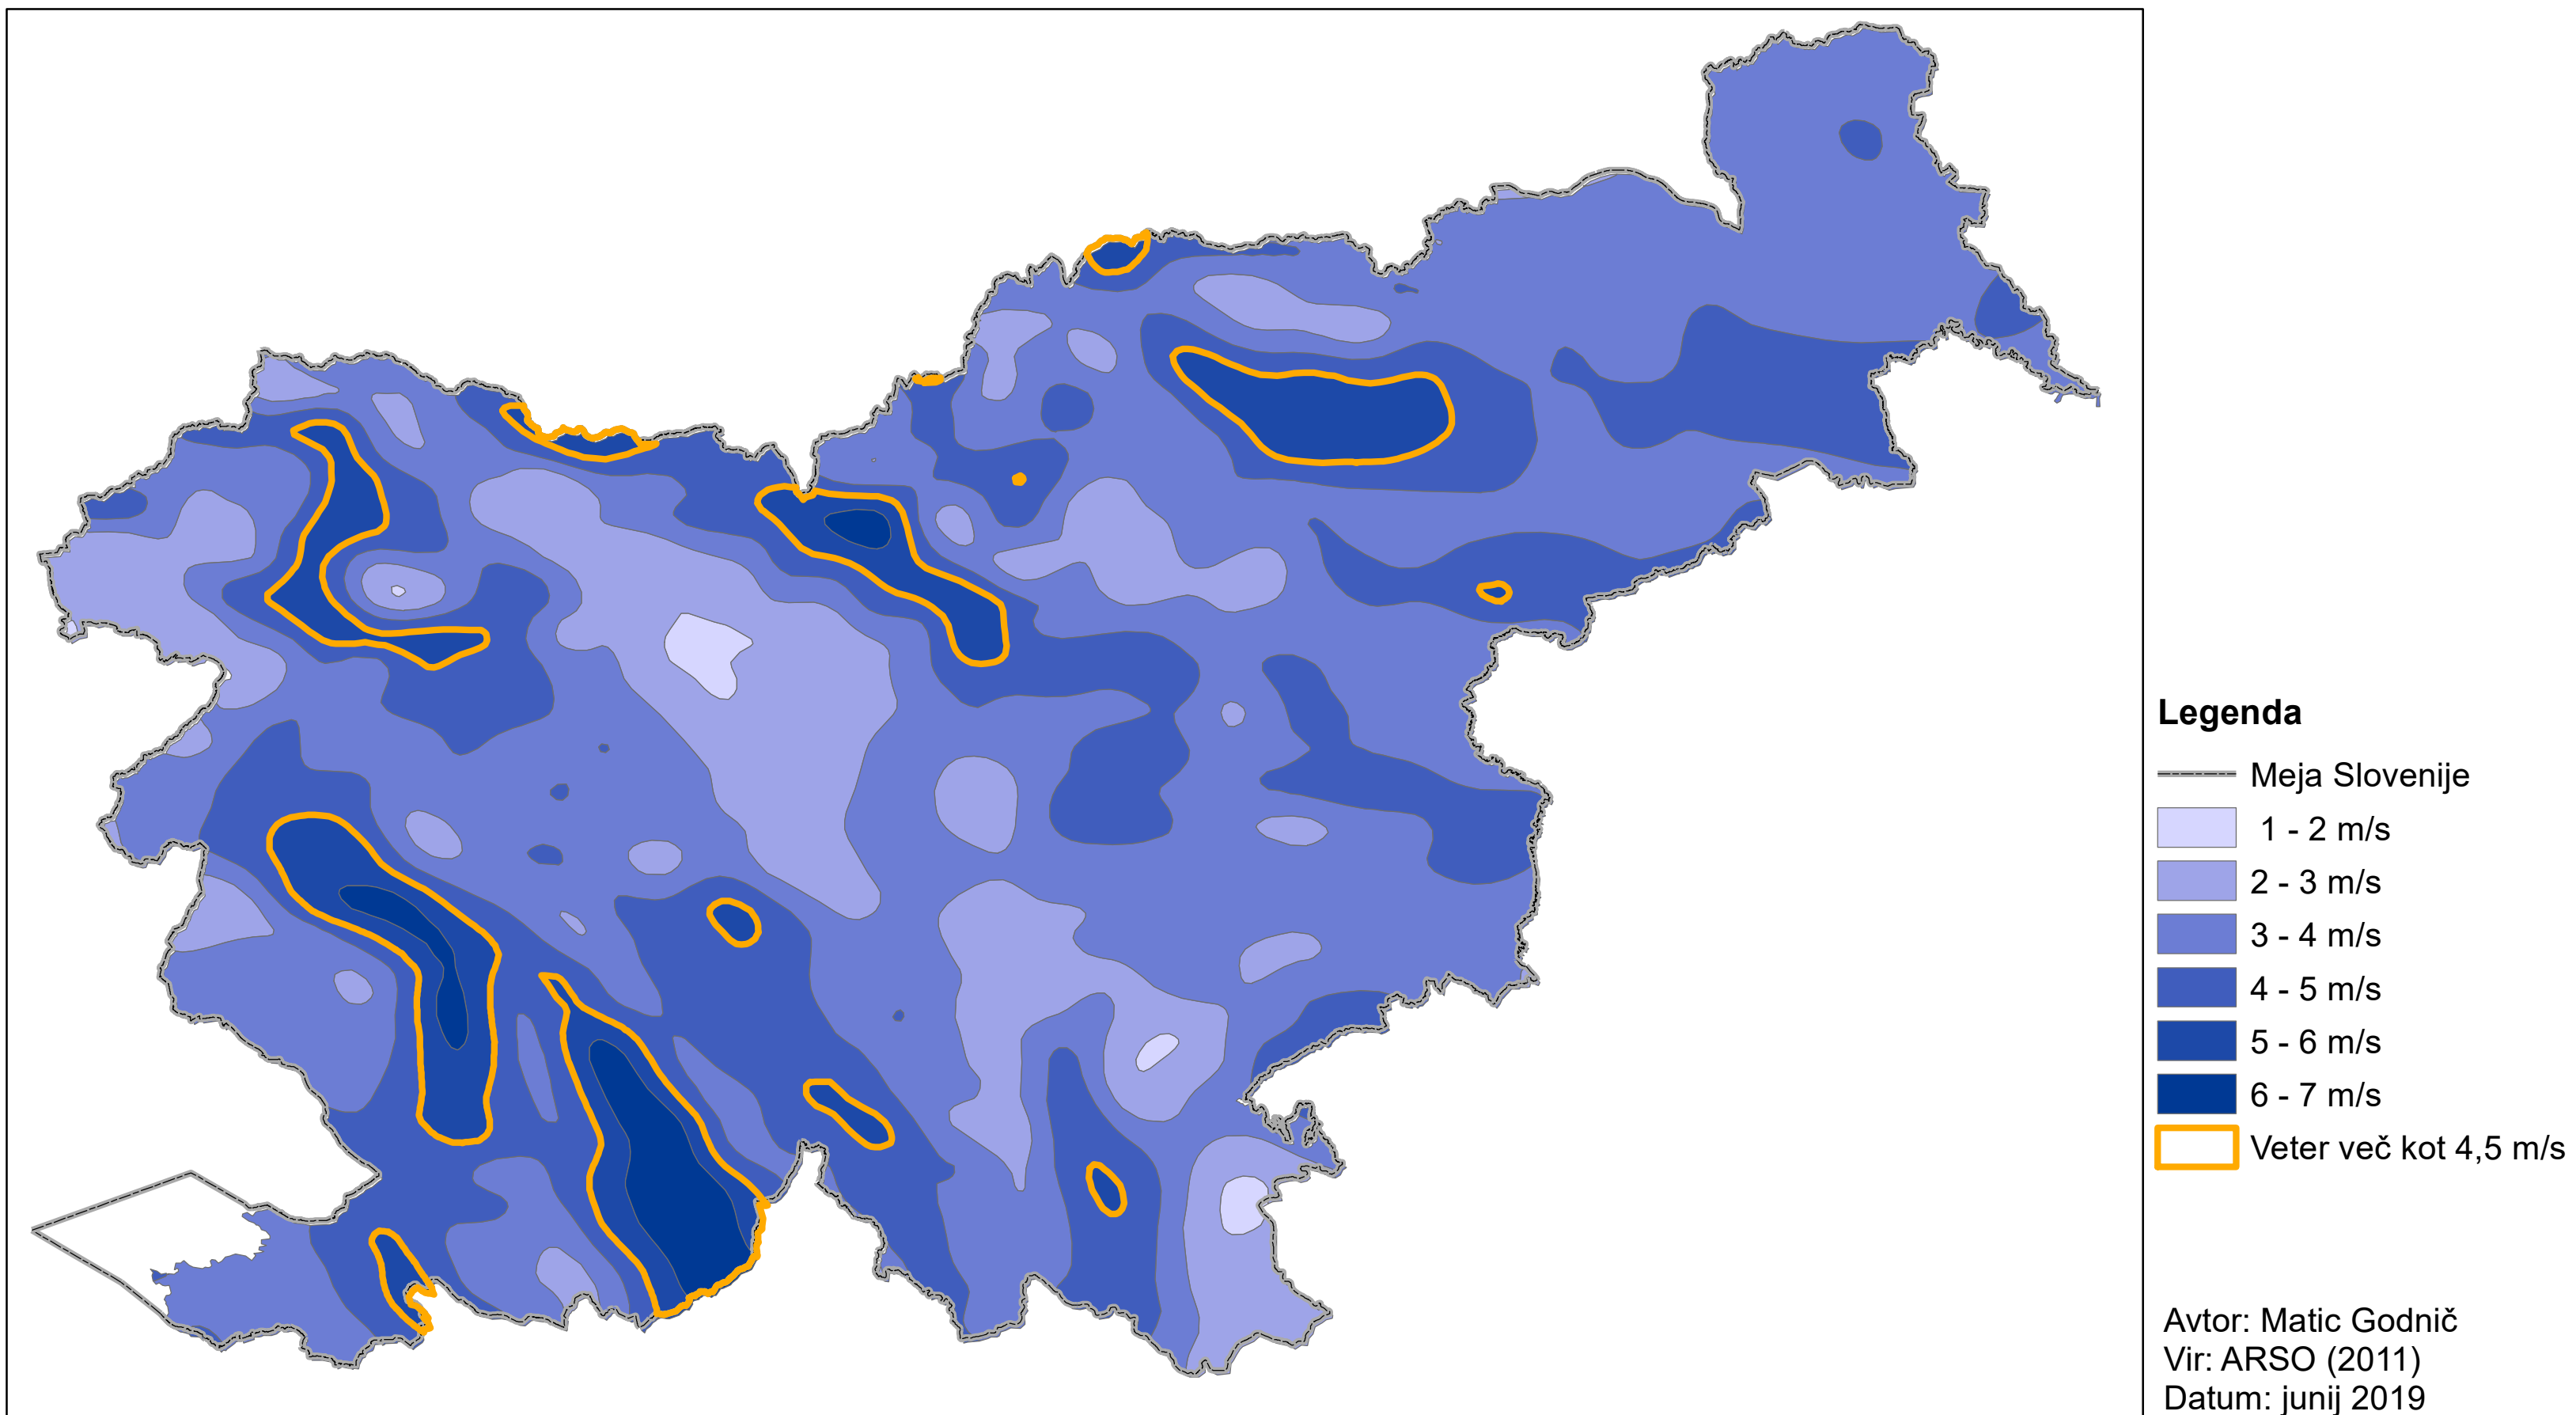 Legenda
Meja Slovenije
1 - 2 m/s
2 - 3 m/s
3 - 4 m/s
4 - 5 m/s
5 - 6 m/s
6 - 7 m/s
Veter več kot 4,5 m/s
Avtor: Matic Godnič
Vir: ARSO (2011)
Datum: junij 2019